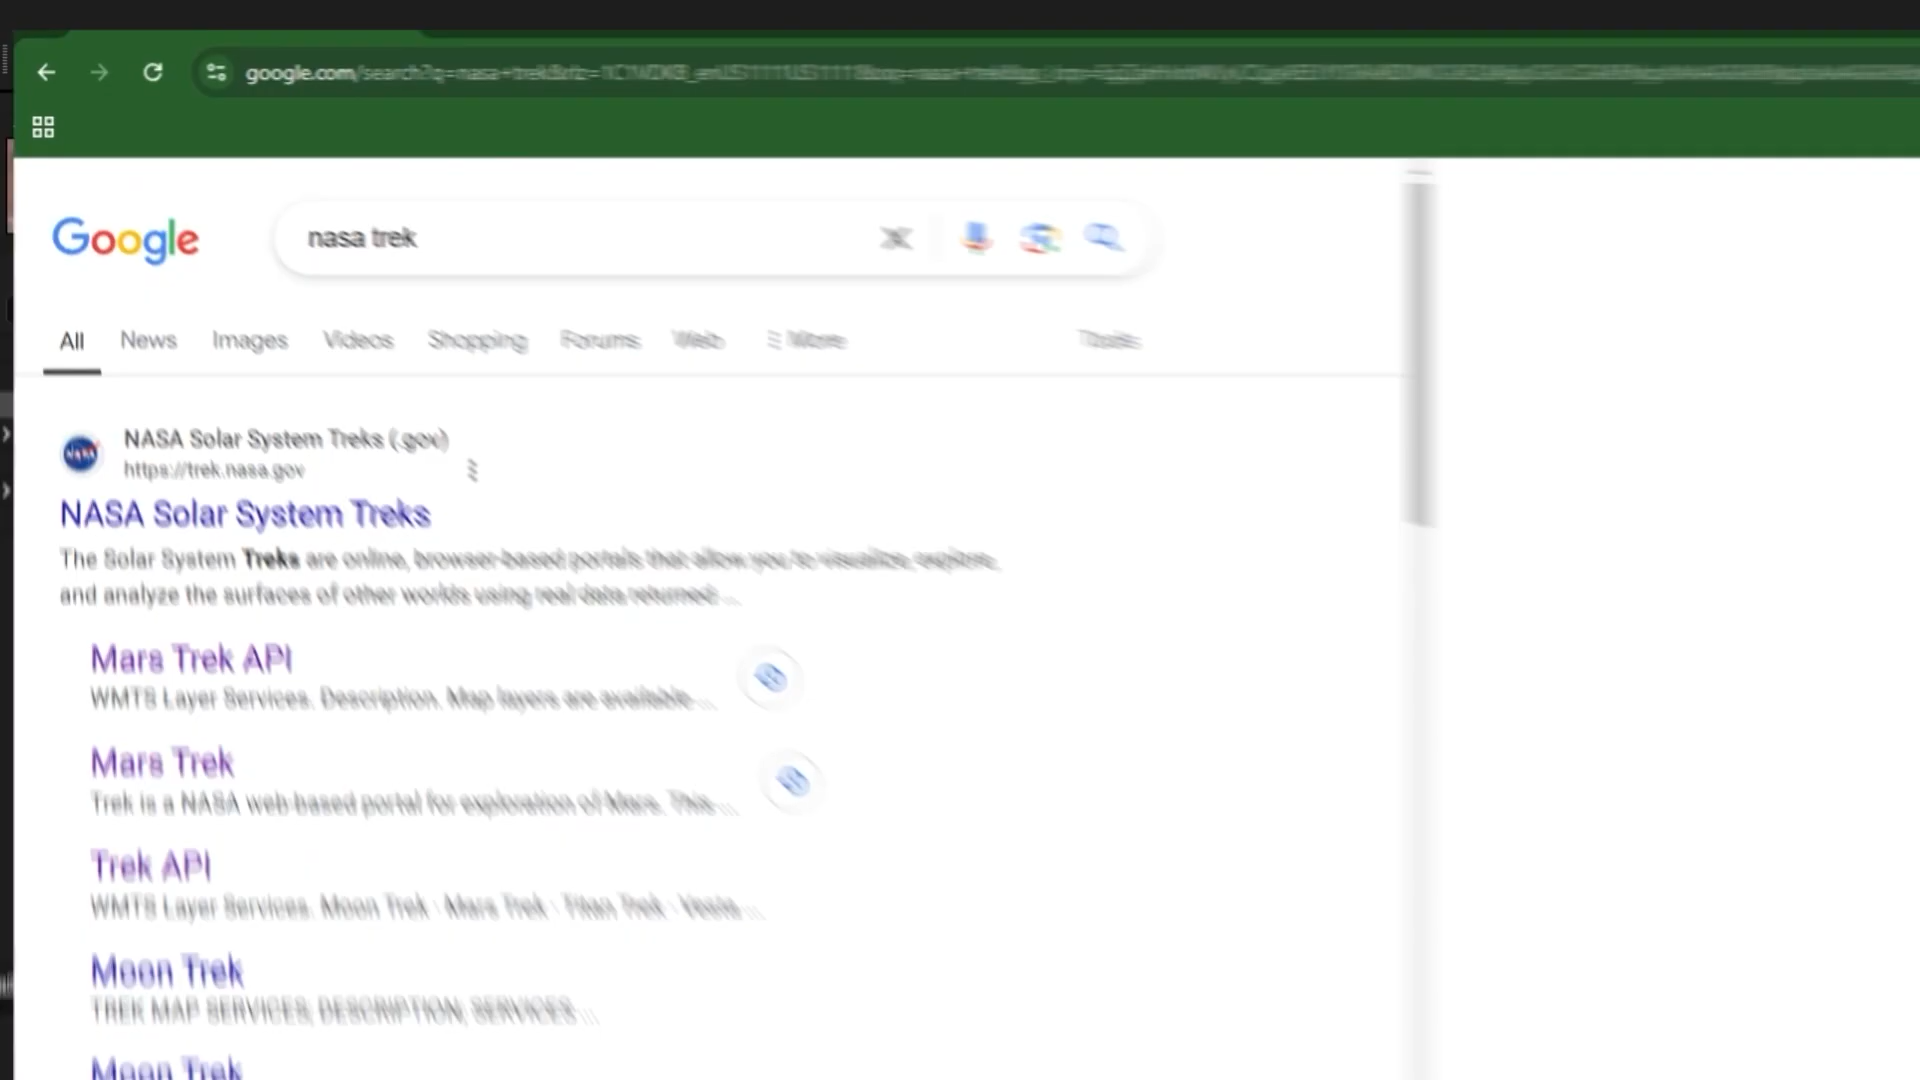 google.com/search?q=nasa+trek
Google
nasa trek
All News Images Videos Shopping Forums Web More Tools
NASA Solar System Treks (.gov)
https://trek.nasa.gov
NASA Solar System Treks
The Solar System Treks are online, browser-based portals that allow you to visualize, explore,
and analyze the surfaces of other worlds using real data returned ...
Mars Trek API
WMTS Layer Services. Description. Map layers are available ...
Mars Trek
Trek is a NASA web-based portal for exploration of Mars. This ...
Trek API
WMTS Layer Services. Moon Trek · Mars Trek · Titan Trek · Vesta ...
Moon Trek
TREK MAP SERVICES; DESCRIPTION, SERVICES ...
Moon Trek